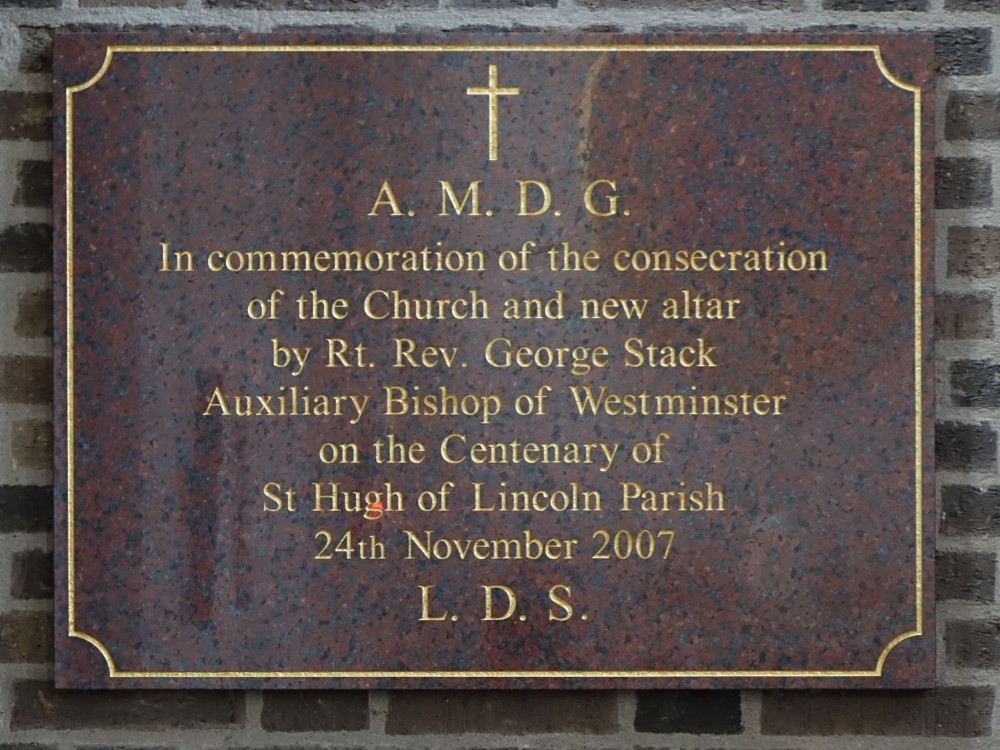 A. M. D. G.
In commemoration of the consecration
of the Church and new altar
by Rt. Rev. George Stack
Auxiliary Bishop of Westminster
on the Centenary of
St Hugh of Lincoln Parish
24th November 2007
L. D. S.